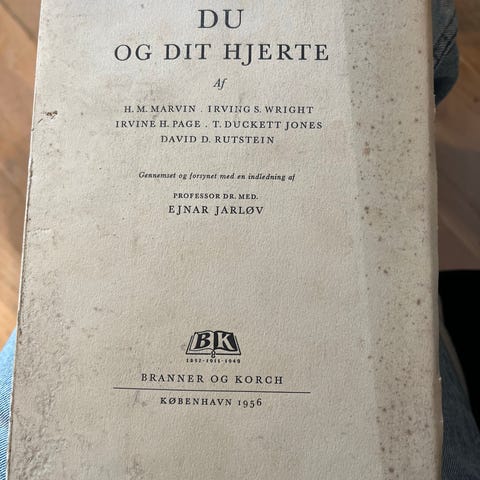 DU
OG DIT HJERTE
Af
H. M. MARVIN . IRVING S. WRIGHT
IRVINE H. PAGE . T. DUCKETT JONES
DAVID D. RUTSTEIN
Gennemset og forsynet med en indledning af
PROFESSOR DR. MED.
EJNAR JARLØV
BK
1852-1911-1949
BRANNER OG KORCH
KØBENHAVN 1956